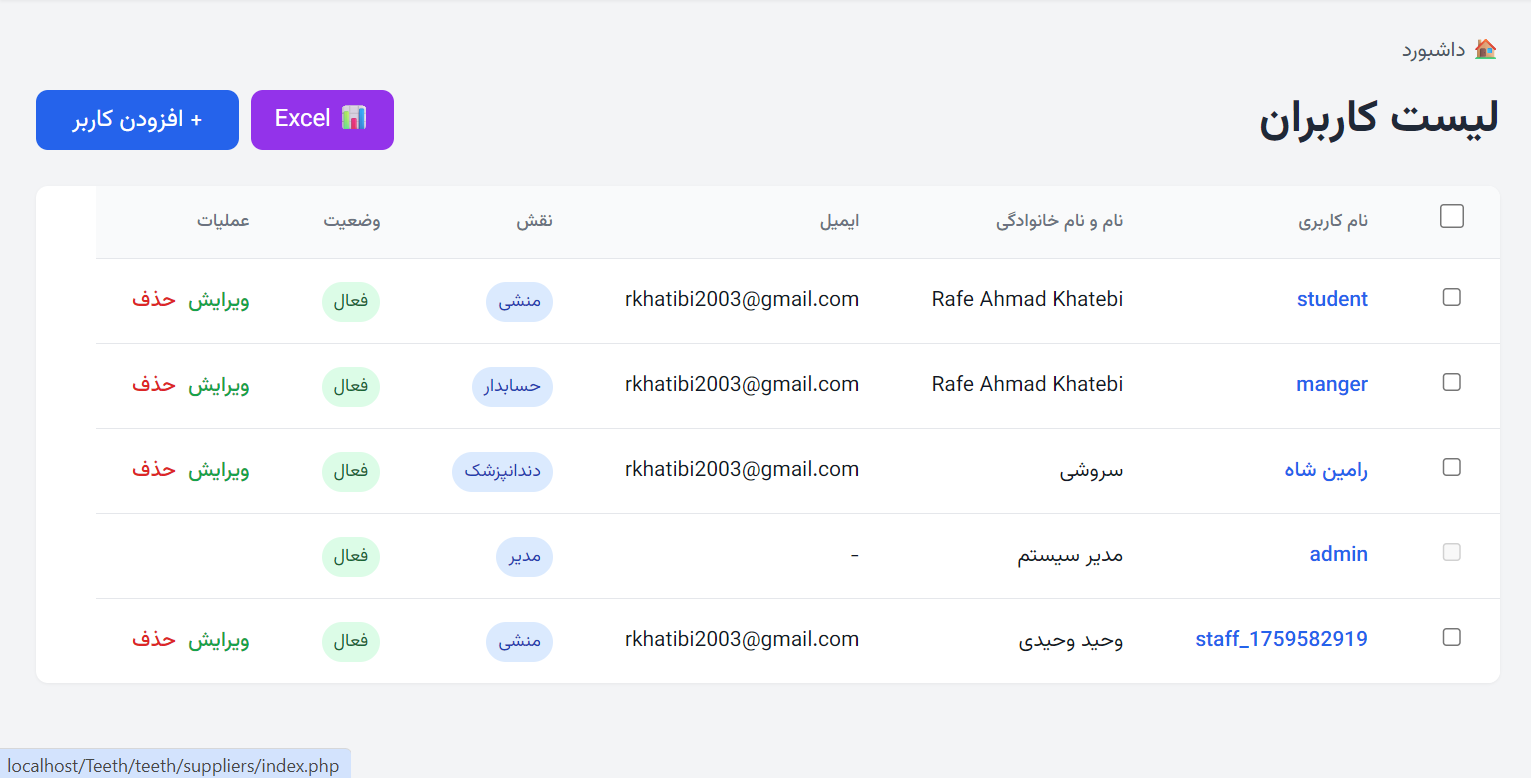 🏠 داشبورد
لیست کاربران
📊 Excel
+ افزودن کاربر
نام کاربری نام و نام خانوادگی ایمیل نقش وضعیت عملیات
student Rafe Ahmad Khatebi rkhatibi2003@gmail.com منشی فعال ویرایش حذف
manger Rafe Ahmad Khatebi rkhatibi2003@gmail.com حسابدار فعال ویرایش حذف
رامین شاه سروشی rkhatibi2003@gmail.com دندانپزشک فعال ویرایش حذف
admin مدیر سیستم - مدیر فعال
staff_1759582919 وحید وحیدی rkhatibi2003@gmail.com منشی فعال ویرایش حذف
localhost/Teeth/teeth/suppliers/index.php